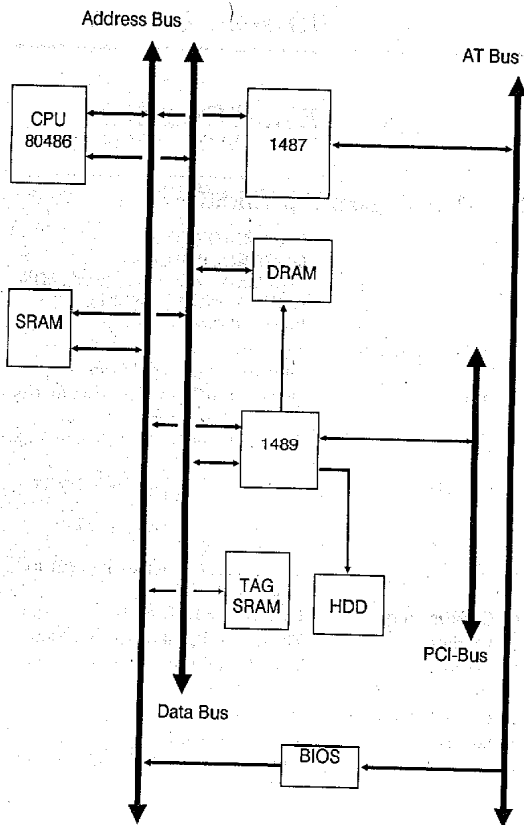 Address Bus
AT Bus
CPU
80486
1487
DRAM
SRAM
1489
TAG
SRAM
HDD
PCI-Bus
Data Bus
BIOS